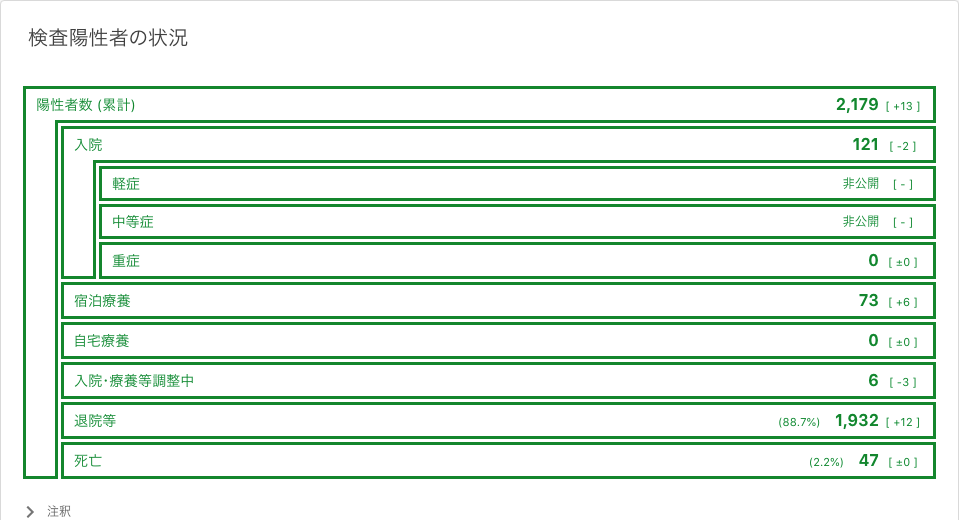 検査陽性者の状況
陽性者数 (累計) 2,179 [ +13 ]
入院 121 [ -2 ]
軽症 非公開 [ - ]
中等症 非公開 [ - ]
重症 0 [ ±0 ]
宿泊療養 73 [ +6 ]
自宅療養 0 [ ±0 ]
入院・療養等調整中 6 [ -3 ]
退院等 (88.7%) 1,932 [ +12 ]
死亡 (2.2%) 47 [ ±0 ]
注釈